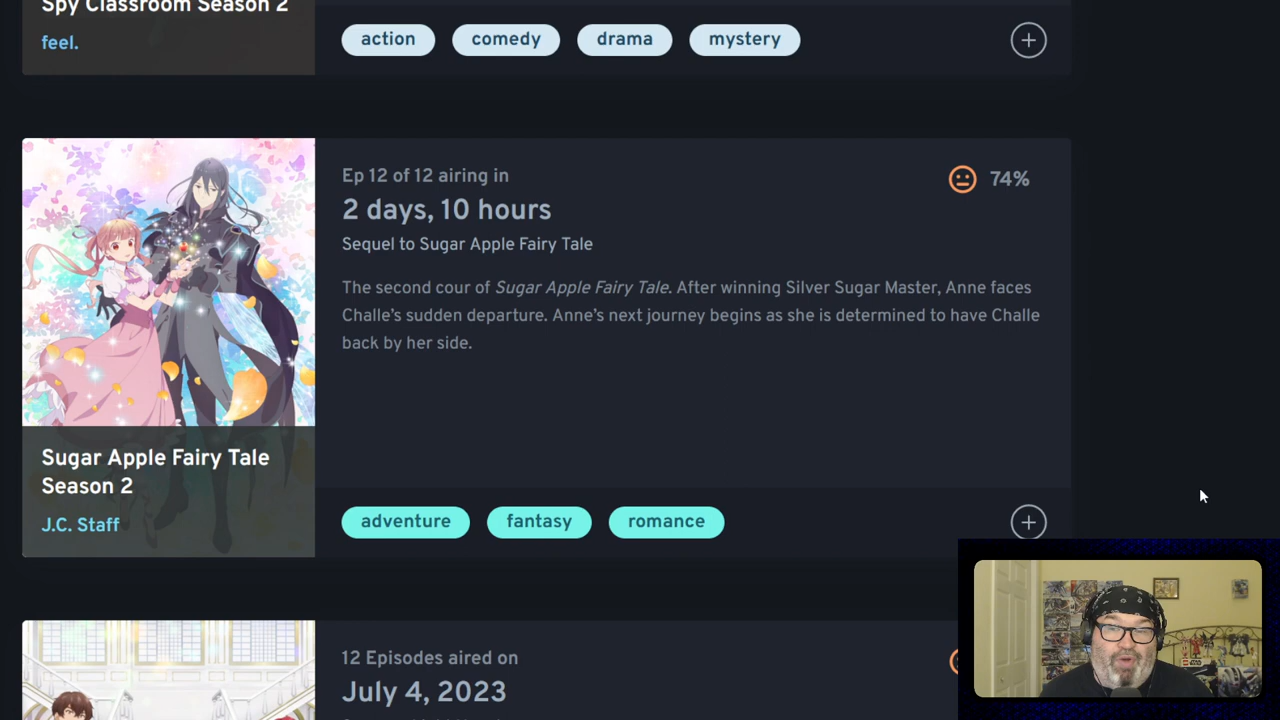 Spy Classroom Season 2
feel.
action
comedy
drama
mystery
Ep 12 of 12 airing in
74%
2 days, 10 hours
Sequel to Sugar Apple Fairy Tale
The second cour of Sugar Apple Fairy Tale. After winning Silver Sugar Master, Anne faces
Challe’s sudden departure. Anne’s next journey begins as she is determined to have Challe
back by her side.
Sugar Apple Fairy Tale
Season 2
J.C. Staff
adventure
fantasy
romance
12 Episodes aired on
July 4, 2023